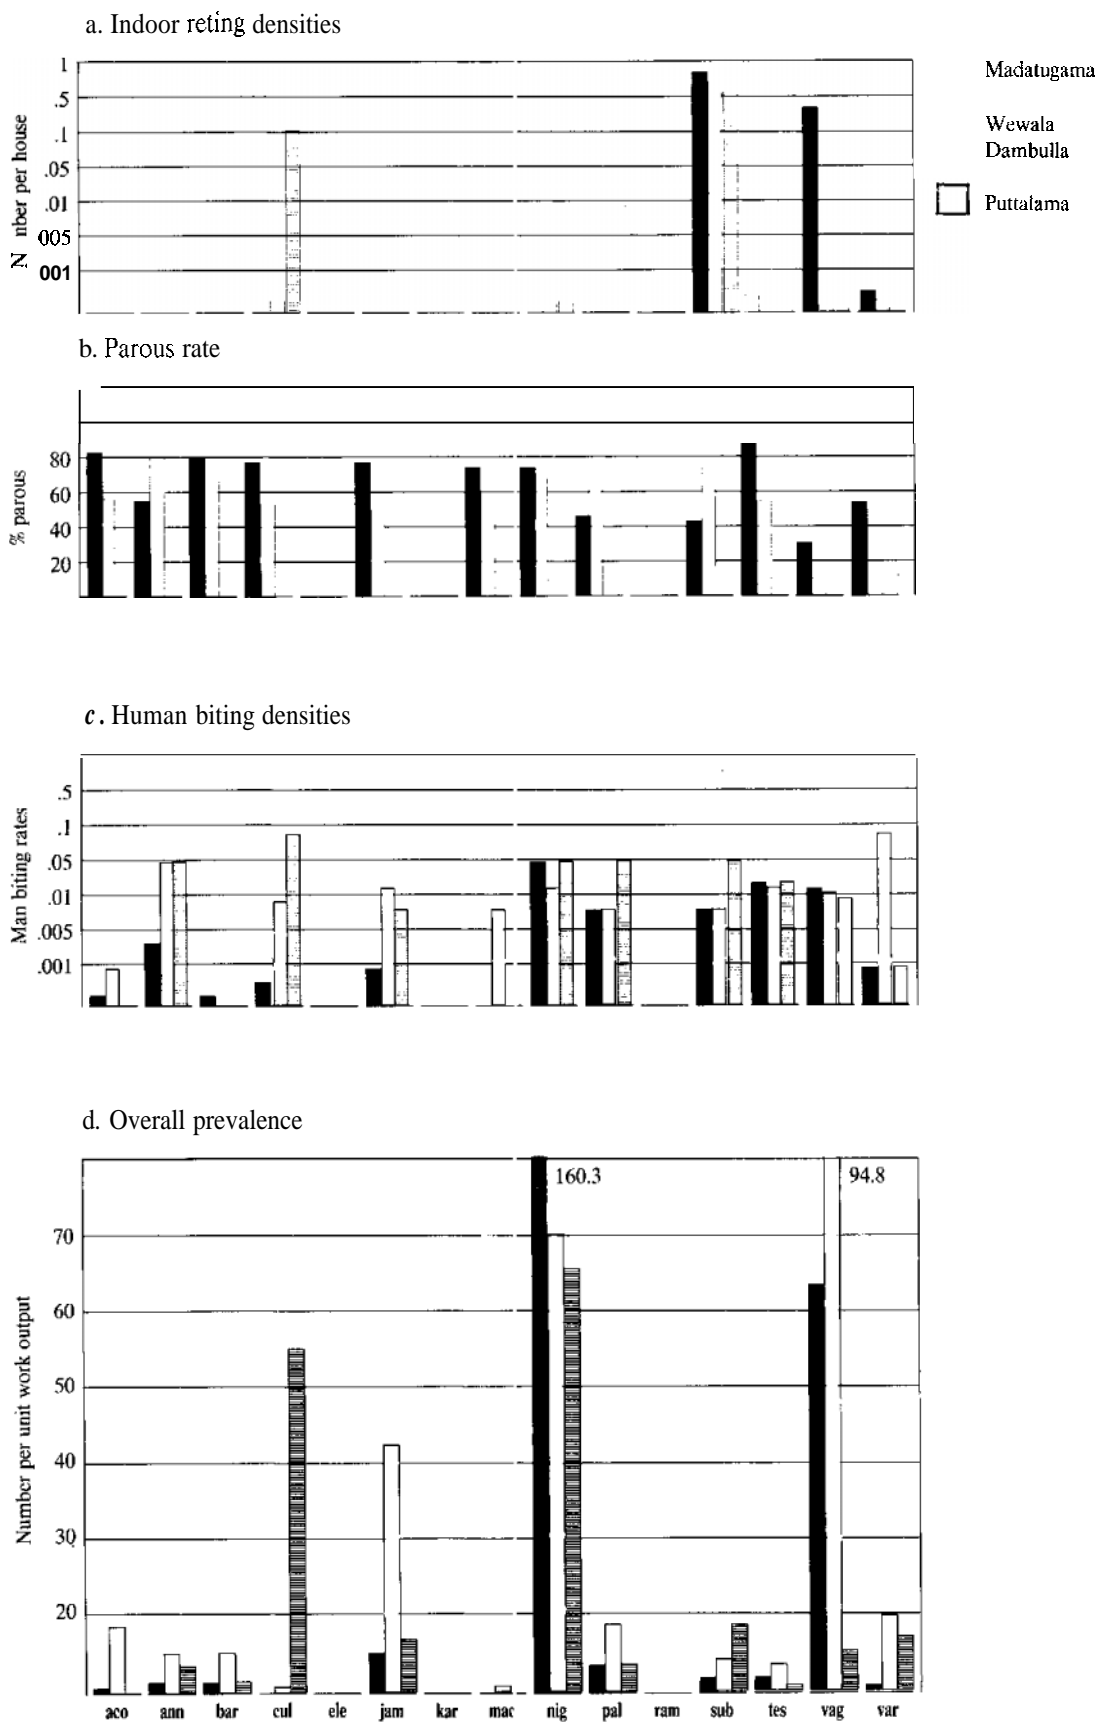 a. Indoor reting densities
1
.5
.1
.05
.01
005
001
N nber per house
Madatugama
Wewala
Dambulla
Puttalama
b. Parous rate
80
60
40
20
% parous
c. Human biting densities
.5
.1
.05
.01
.005
.001
Man biting rates
d. Overall prevalence
160.3
94.8
70
60
50
40
30
20
Number per unit work output
aco ann bar cul ele jam kar mac nig pal ram sub tes vag var